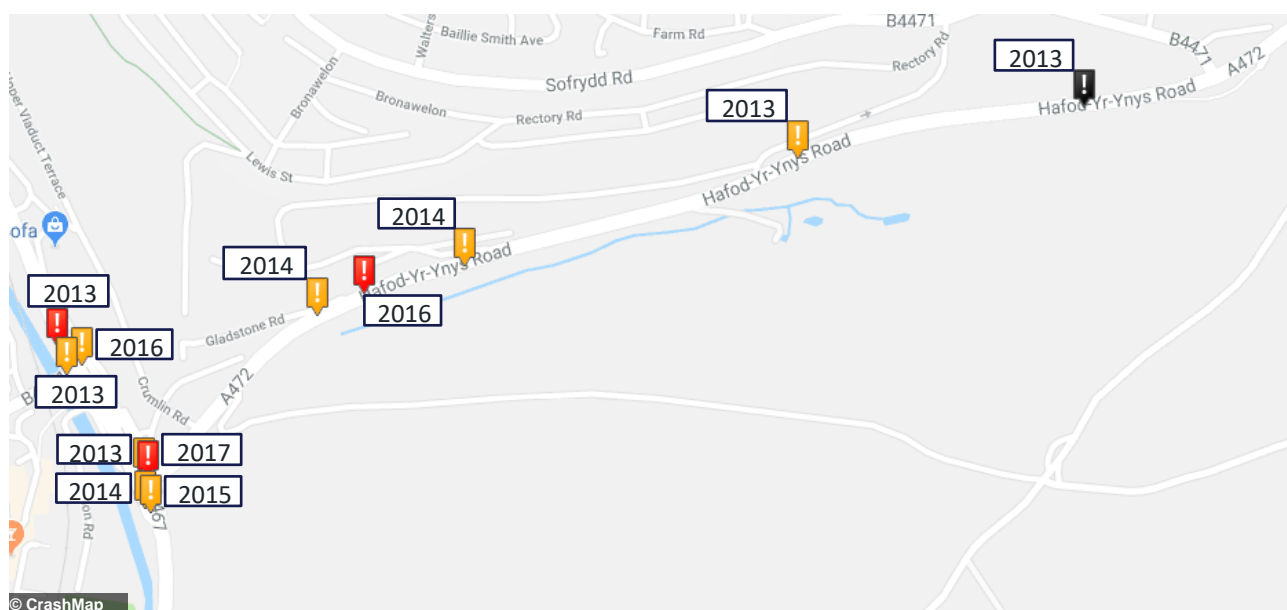 B4471
Walters
Baillie Smith Ave
Farm Rd
Sofrydd Rd
Rectory Rd
B4471
A472
2013
Hafod-Yr-Ynys Road
2013
Hafod-Yr-Ynys Road
Bronawelon
Bronawelon
Rectory Rd
Upper Viaduct Terrace
Lewis St
2014
Hafod-Yr-Ynys Road
2014
ofa
2013
2016
Gladstone Rd
2016
2013
Crumlin Rd
A472
2013
2017
2014
2015
on Rd
© CrashMap